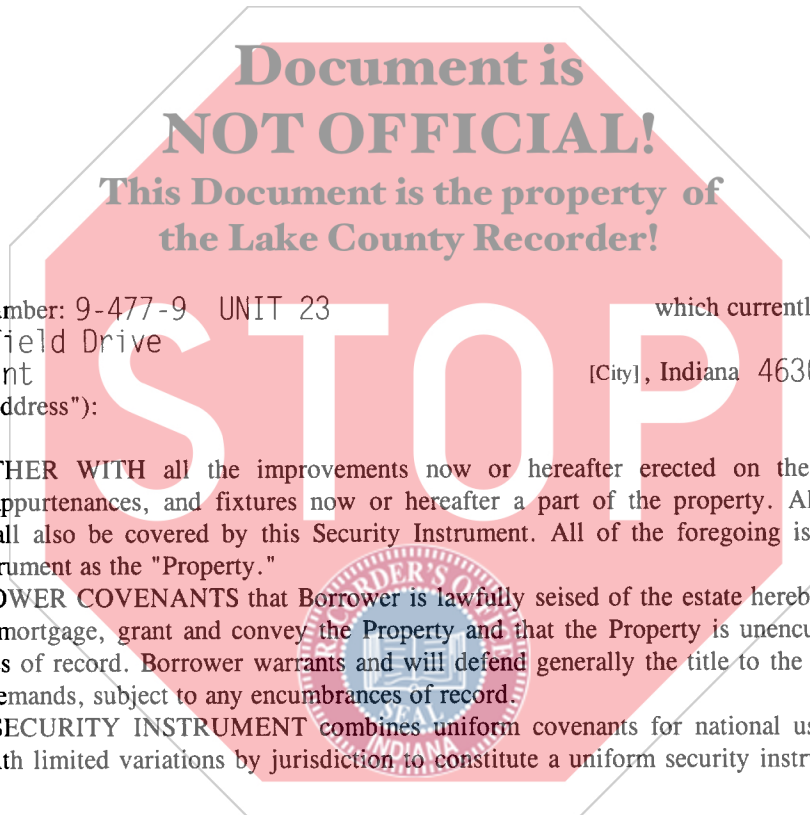 Document is
NOT OFFICIAL!
This Document is the property of
the Lake County Recorder!
STOP
mber: 9-477-9 UNIT 23 which currentl
ield Drive
nt [City], Indiana 4630
ddress"):
THER WITH all the improvements now or hereafter erected on the
ppurtenances, and fixtures now or hereafter a part of the property. Al
all also be covered by this Security Instrument. All of the foregoing is
rument as the "Property."
OWER COVENANTS that Borrower is lawfully seised of the estate hereb
mortgage, grant and convey the Property and that the Property is unencu
s of record. Borrower warrants and will defend generally the title to the
emands, subject to any encumbrances of record.
SECURITY INSTRUMENT combines uniform covenants for national us
ith limited variations by jurisdiction to constitute a uniform security instr
RECORDER'S OFFICE
SEAL
INDIANA